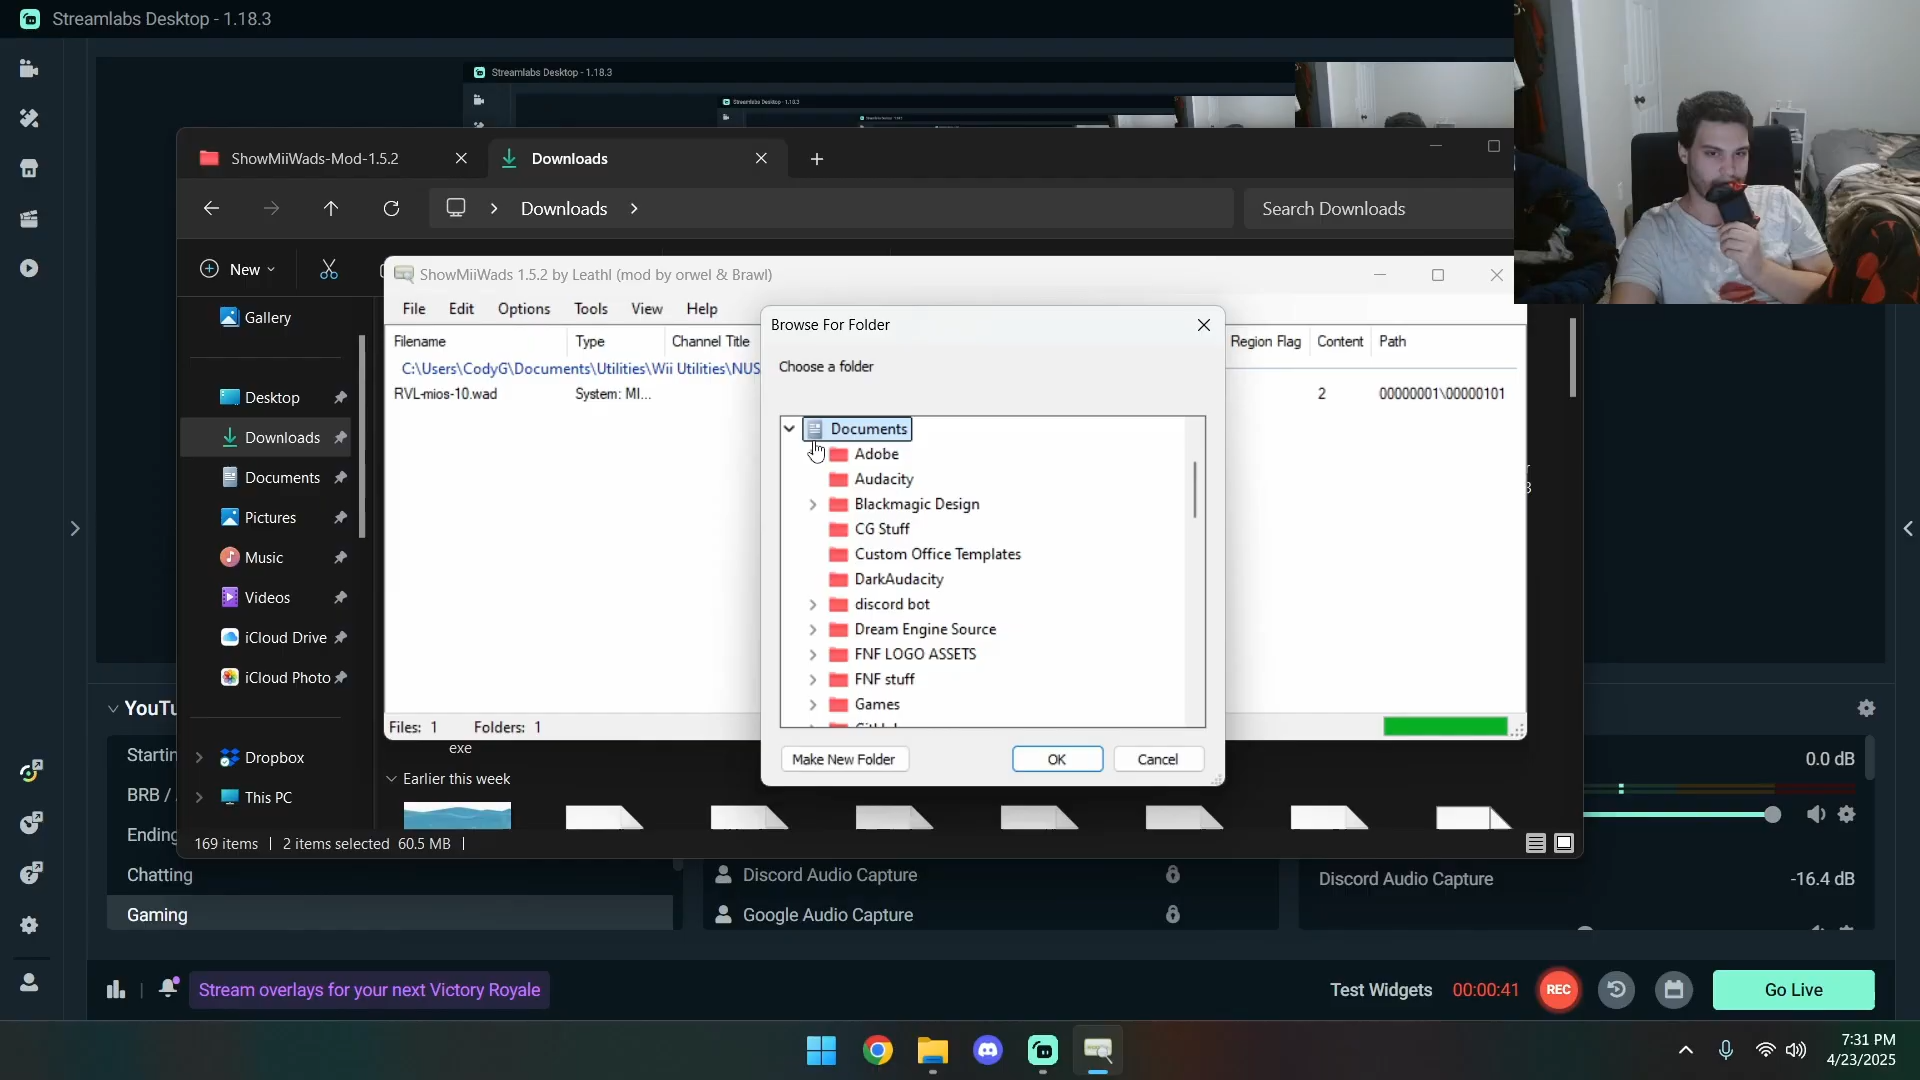 Streamlabs Desktop - 1.18.3
Streamlabs Desktop - 1.18.3
Streamlabs Desktop - 1.18.3
ShowMiiWads-Mod-1.5.2
Downloads
Downloads
Search Downloads
New
ShowMiiWads 1.5.2 by Leathl (mod by orwel & Brawl)
File Edit Options Tools View Help
Filename Type Channel Title Region Flag Content Path
C:\Users\CodyG\Documents\Utilities\Wii Utilities\NUS
RVL-mios-10.wad System: MI... 2 00000001\00000101
Files: 1 Folders: 1
Browse For Folder
Choose a folder
Documents
Adobe
Audacity
Blackmagic Design
CG Stuff
Custom Office Templates
DarkAudacity
discord bot
Dream Engine Source
FNF LOGO ASSETS
FNF stuff
Games
Make New Folder OK Cancel
Gallery
Desktop
Downloads
Documents
Pictures
Music
Videos
iCloud Drive
iCloud Photo
Dropbox
This PC
exe
Earlier this week
169 items 2 items selected 60.5 MB
YouTu
Startin
BRB /
Ending
Chatting
Gaming
Discord Audio Capture
Google Audio Capture
0.0 dB
Discord Audio Capture -16.4 dB
Stream overlays for your next Victory Royale
Test Widgets 00:00:41 REC Go Live
7:31 PM
4/23/2025